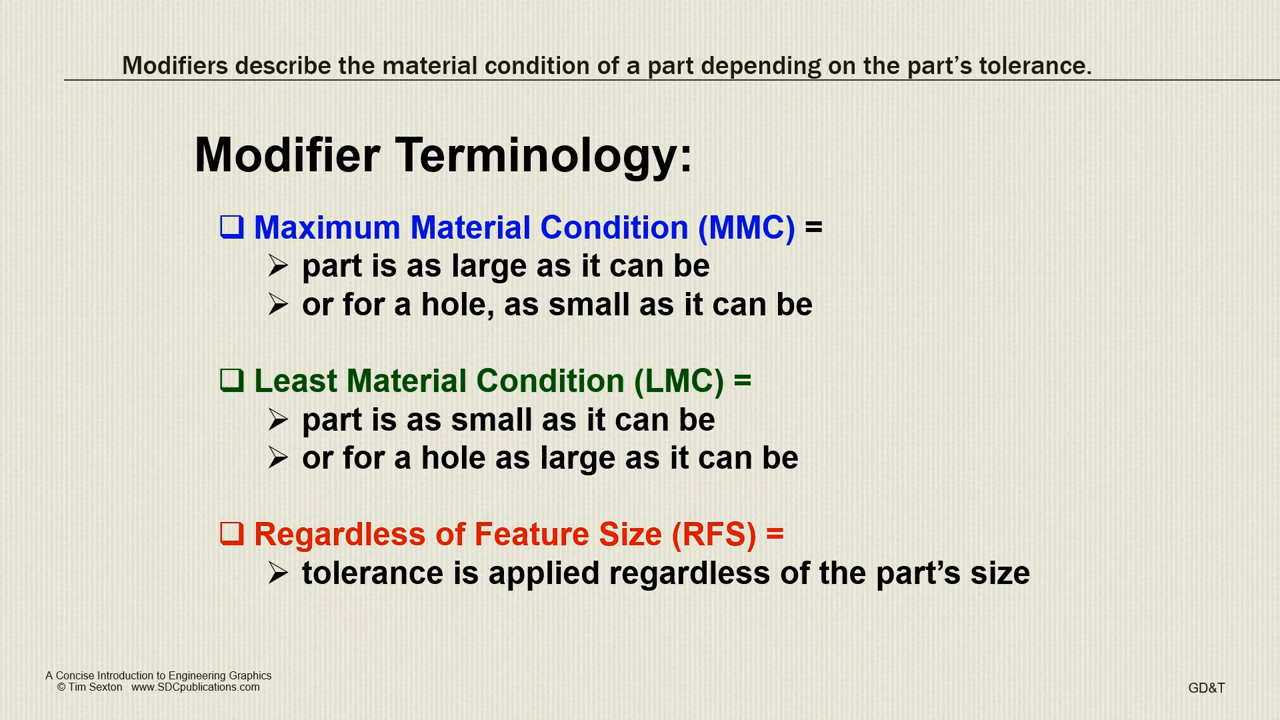 Modifiers describe the material condition of a part depending on the part’s tolerance.
Modifier Terminology:
❑ Maximum Material Condition (MMC) =
➢ part is as large as it can be
➢ or for a hole, as small as it can be
❑ Least Material Condition (LMC) =
➢ part is as small as it can be
➢ or for a hole as large as it can be
❑ Regardless of Feature Size (RFS) =
➢ tolerance is applied regardless of the part’s size
A Concise Introduction to Engineering Graphics
© Tim Sexton www.SDCpublications.com
GD&T